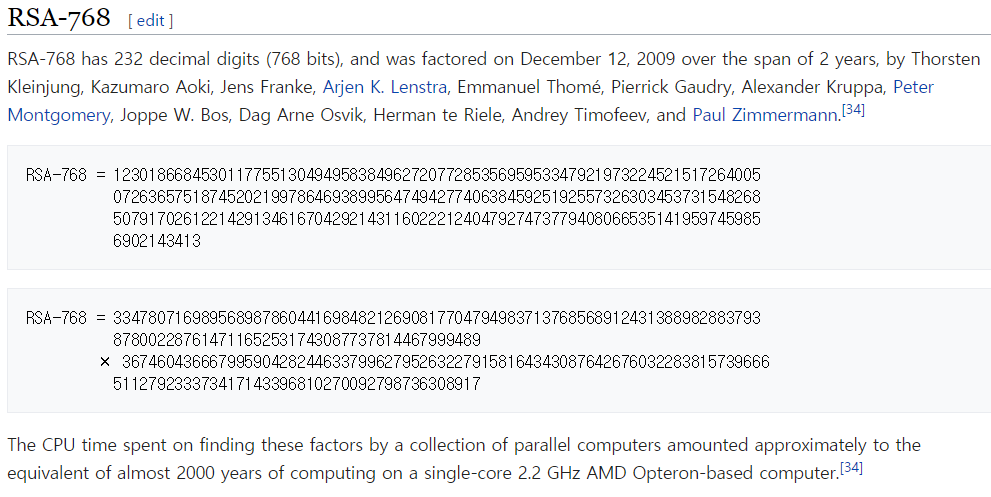 RSA-768 [ edit ]
RSA-768 has 232 decimal digits (768 bits), and was factored on December 12, 2009 over the span of 2 years, by Thorsten
Kleinjung, Kazumaro Aoki, Jens Franke, Arjen K. Lenstra, Emmanuel Thomé, Pierrick Gaudry, Alexander Kruppa, Peter
Montgomery, Joppe W. Bos, Dag Arne Osvik, Herman te Riele, Andrey Timofeev, and Paul Zimmermann.[34]
RSA-768 = 12301866845301177551304949583849627207728535695953347921973224521517264005
07263657518745202199786469389956474942774063845925192557326303453731548268
50791702612214291346167042921431160222124047927473779408066535141959745985
6902143413
RSA-768 = 33478071698956898786044169848212690817704794983713768568912431388982883793
878002287614711652531743087737814467999489
× 36746043666799590428244633799627952632279158164343087642676032283815739666
511279233373417143396810270092798736308917
The CPU time spent on finding these factors by a collection of parallel computers amounted approximately to the
equivalent of almost 2000 years of computing on a single-core 2.2 GHz AMD Opteron-based computer.[34]